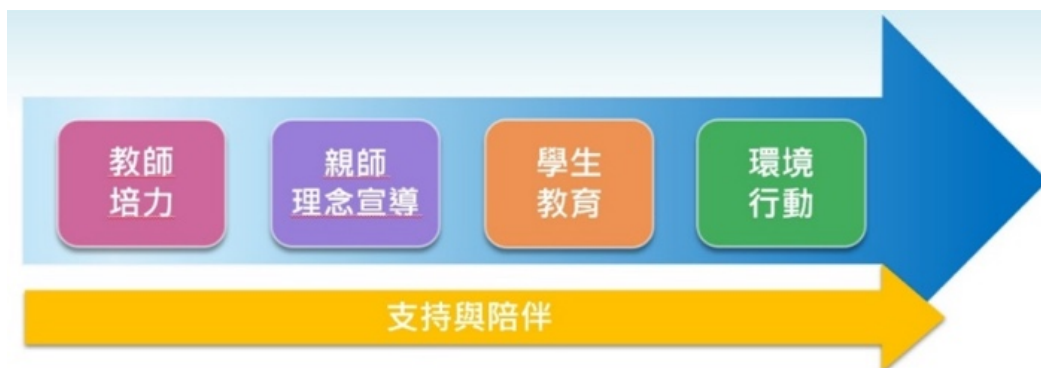 教師
培力
親師
理念宣導
學生
教育
環境
行動
支持與陪伴